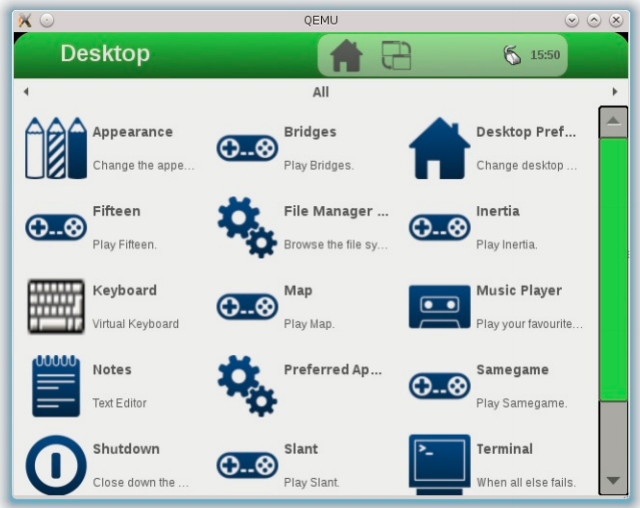 QEMU
Desktop
15:50
All
Appearance
Change the appe...
Bridges
Play Bridges.
Desktop Pref...
Change desktop ...
Fifteen
Play Fifteen.
File Manager ...
Browse the file sy...
Inertia
Play Inertia.
Keyboard
Virtual Keyboard
Map
Play Map.
Music Player
Play your favourite...
Notes
Text Editor
Preferred Ap...
Samegame
Play Samegame.
Shutdown
Close down the ...
Slant
Play Slant.
Terminal
When all else fails.